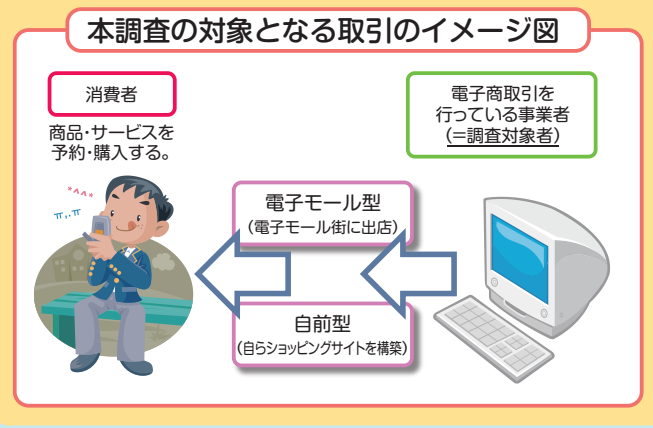 本調査の対象となる取引のイメージ図
消費者
商品・サービスを
予約・購入する。
電子商取引を
行っている事業者
(=調査対象者)
*^^*
ㅠ,.ㅠ
電子モール型
(電子モール街に出店)
自前型
(自らショッピングサイトを構築)